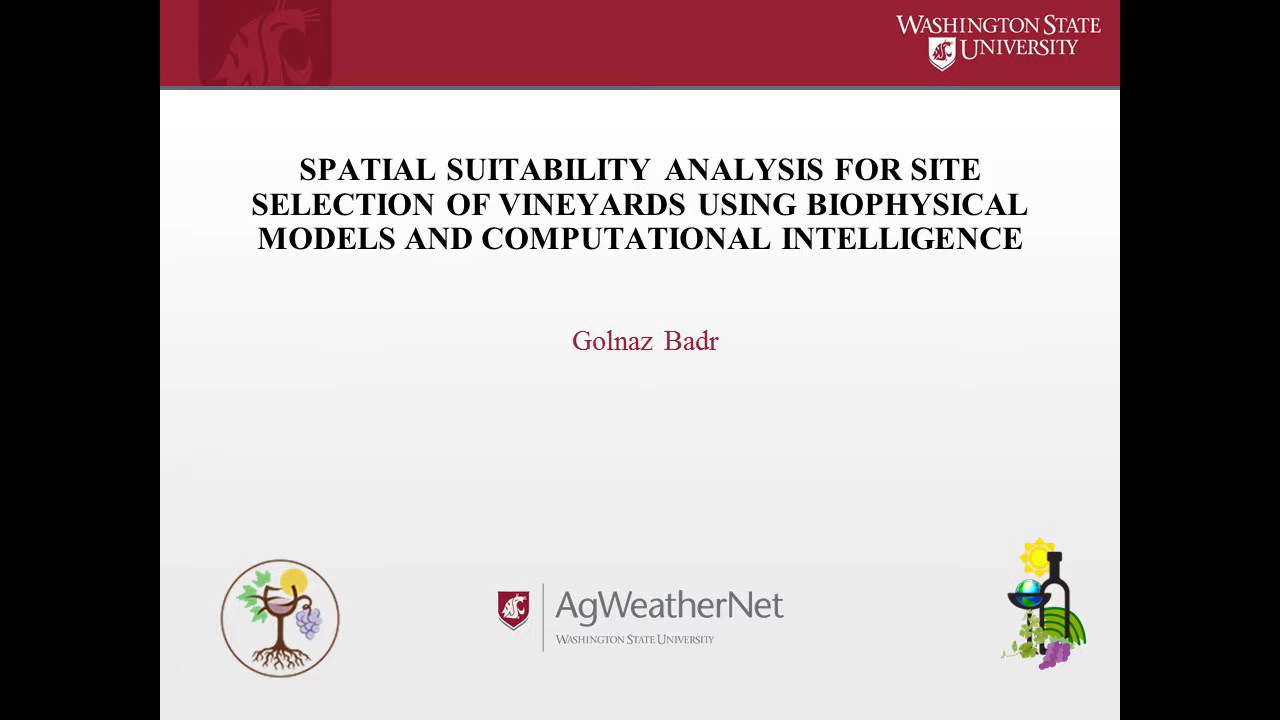 WASHINGTON STATE
UNIVERSITY
SPATIAL SUITABILITY ANALYSIS FOR SITE
SELECTION OF VINEYARDS USING BIOPHYSICAL
MODELS AND COMPUTATIONAL INTELLIGENCE
Golnaz Badr
AgWeatherNet
WASHINGTON STATE UNIVERSITY